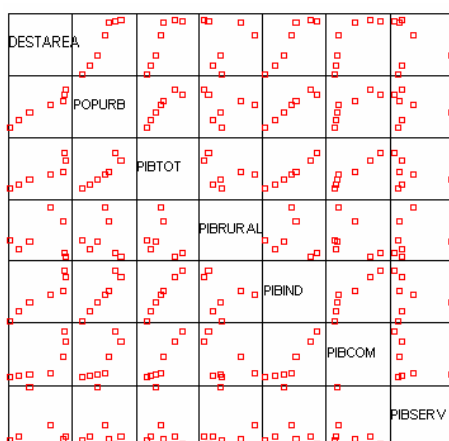 DESTAREA
POPURB
PIBTOT
PIBRURAL
PIBIND
PIBCOM
PIBSERV